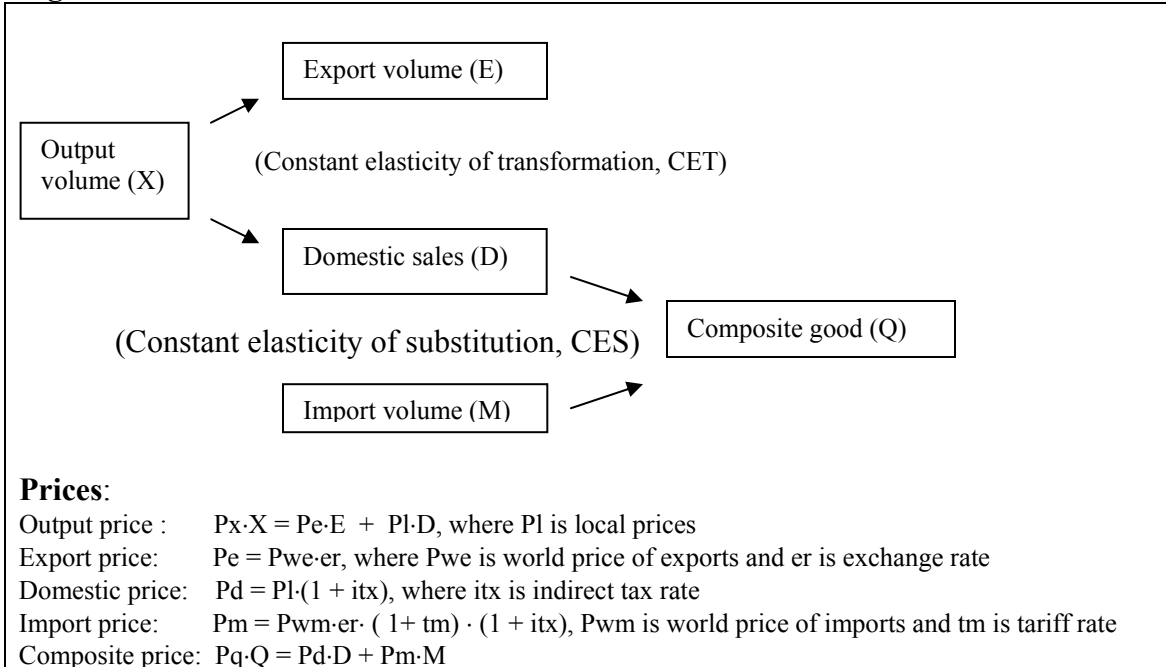 Export volume (E)
Output
volume (X)
(Constant elasticity of transformation, CET)
Domestic sales (D)
Composite good (Q)
(Constant elasticity of substitution, CES)
Import volume (M)
Prices:
Output price : Px·X = Pe·E + Pl·D, where Pl is local prices
Export price: Pe = Pwe·er, where Pwe is world price of exports and er is exchange rate
Domestic price: Pd = Pl·(1 + itx), where itx is indirect tax rate
Import price: Pm = Pwm·er· ( 1+ tm) · (1 + itx), Pwm is world price of imports and tm is tariff rate
Composite price: Pq·Q = Pd·D + Pm·M